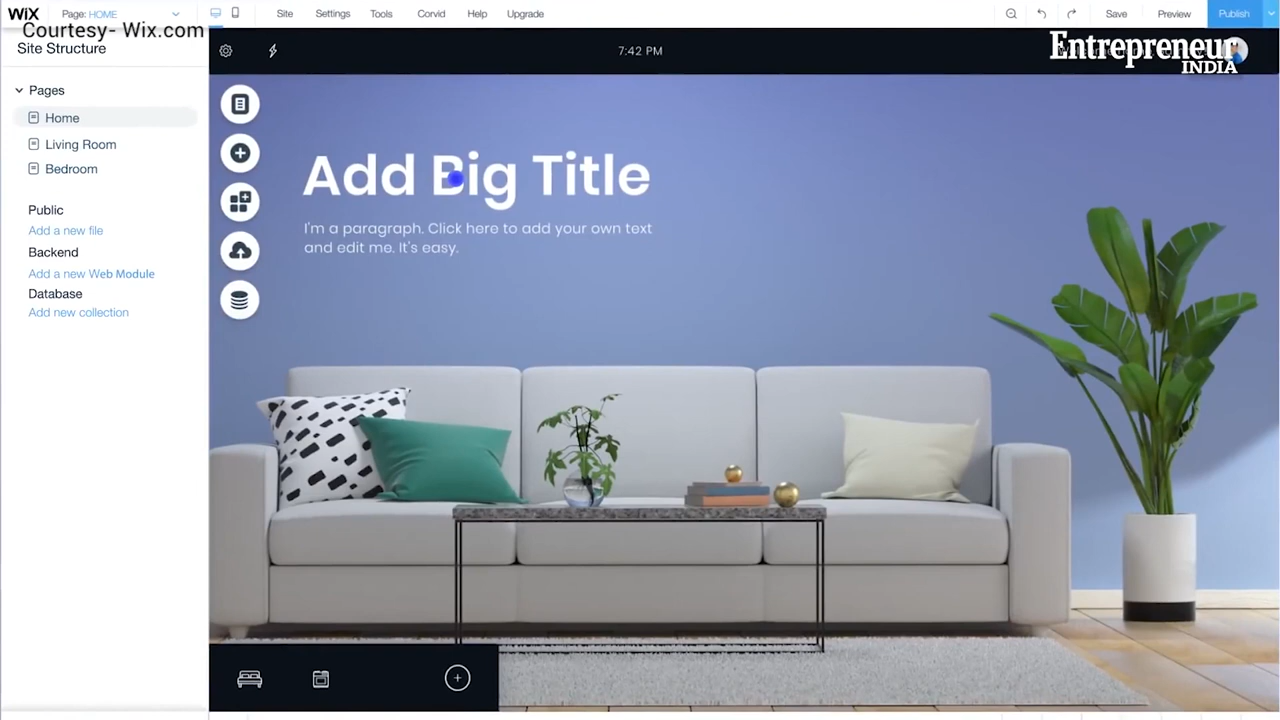 WiX
Page: HOME
Site
Settings
Tools
Corvid
Help
Upgrade
Save
Preview
Publish
Courtesy- Wix.com
Site Structure
7:42 PM
Entrepreneur
INDIA
Pages
Home
Living Room
Bedroom
Public
Add a new file
Backend
Add a new Web Module
Database
Add new collection
Add Big Title
I'm a paragraph. Click here to add your own text
and edit me. It's easy.